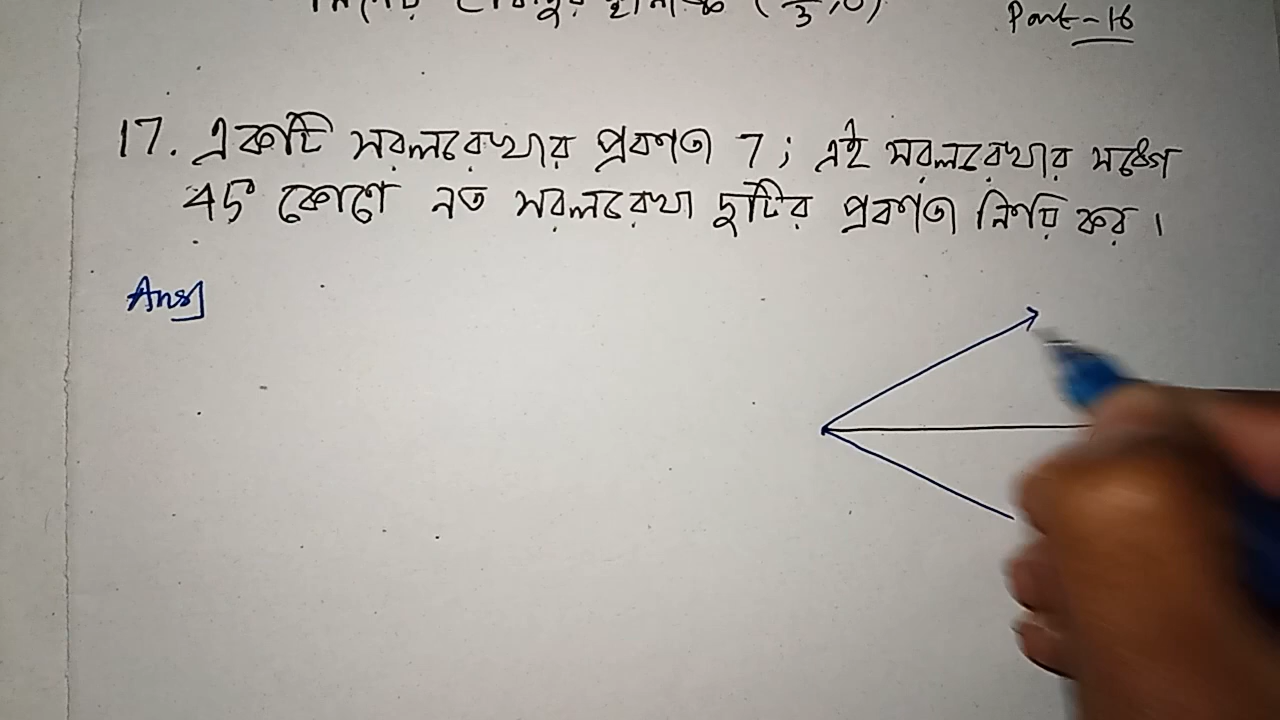 Part-16
17. একটি সরলরেখার প্রবণতা 7; এই সরলরেখার সঙ্গে
45° কোণে নত সরলরেখা দুটির প্রবণতা নির্ণয় কর।
Ans]